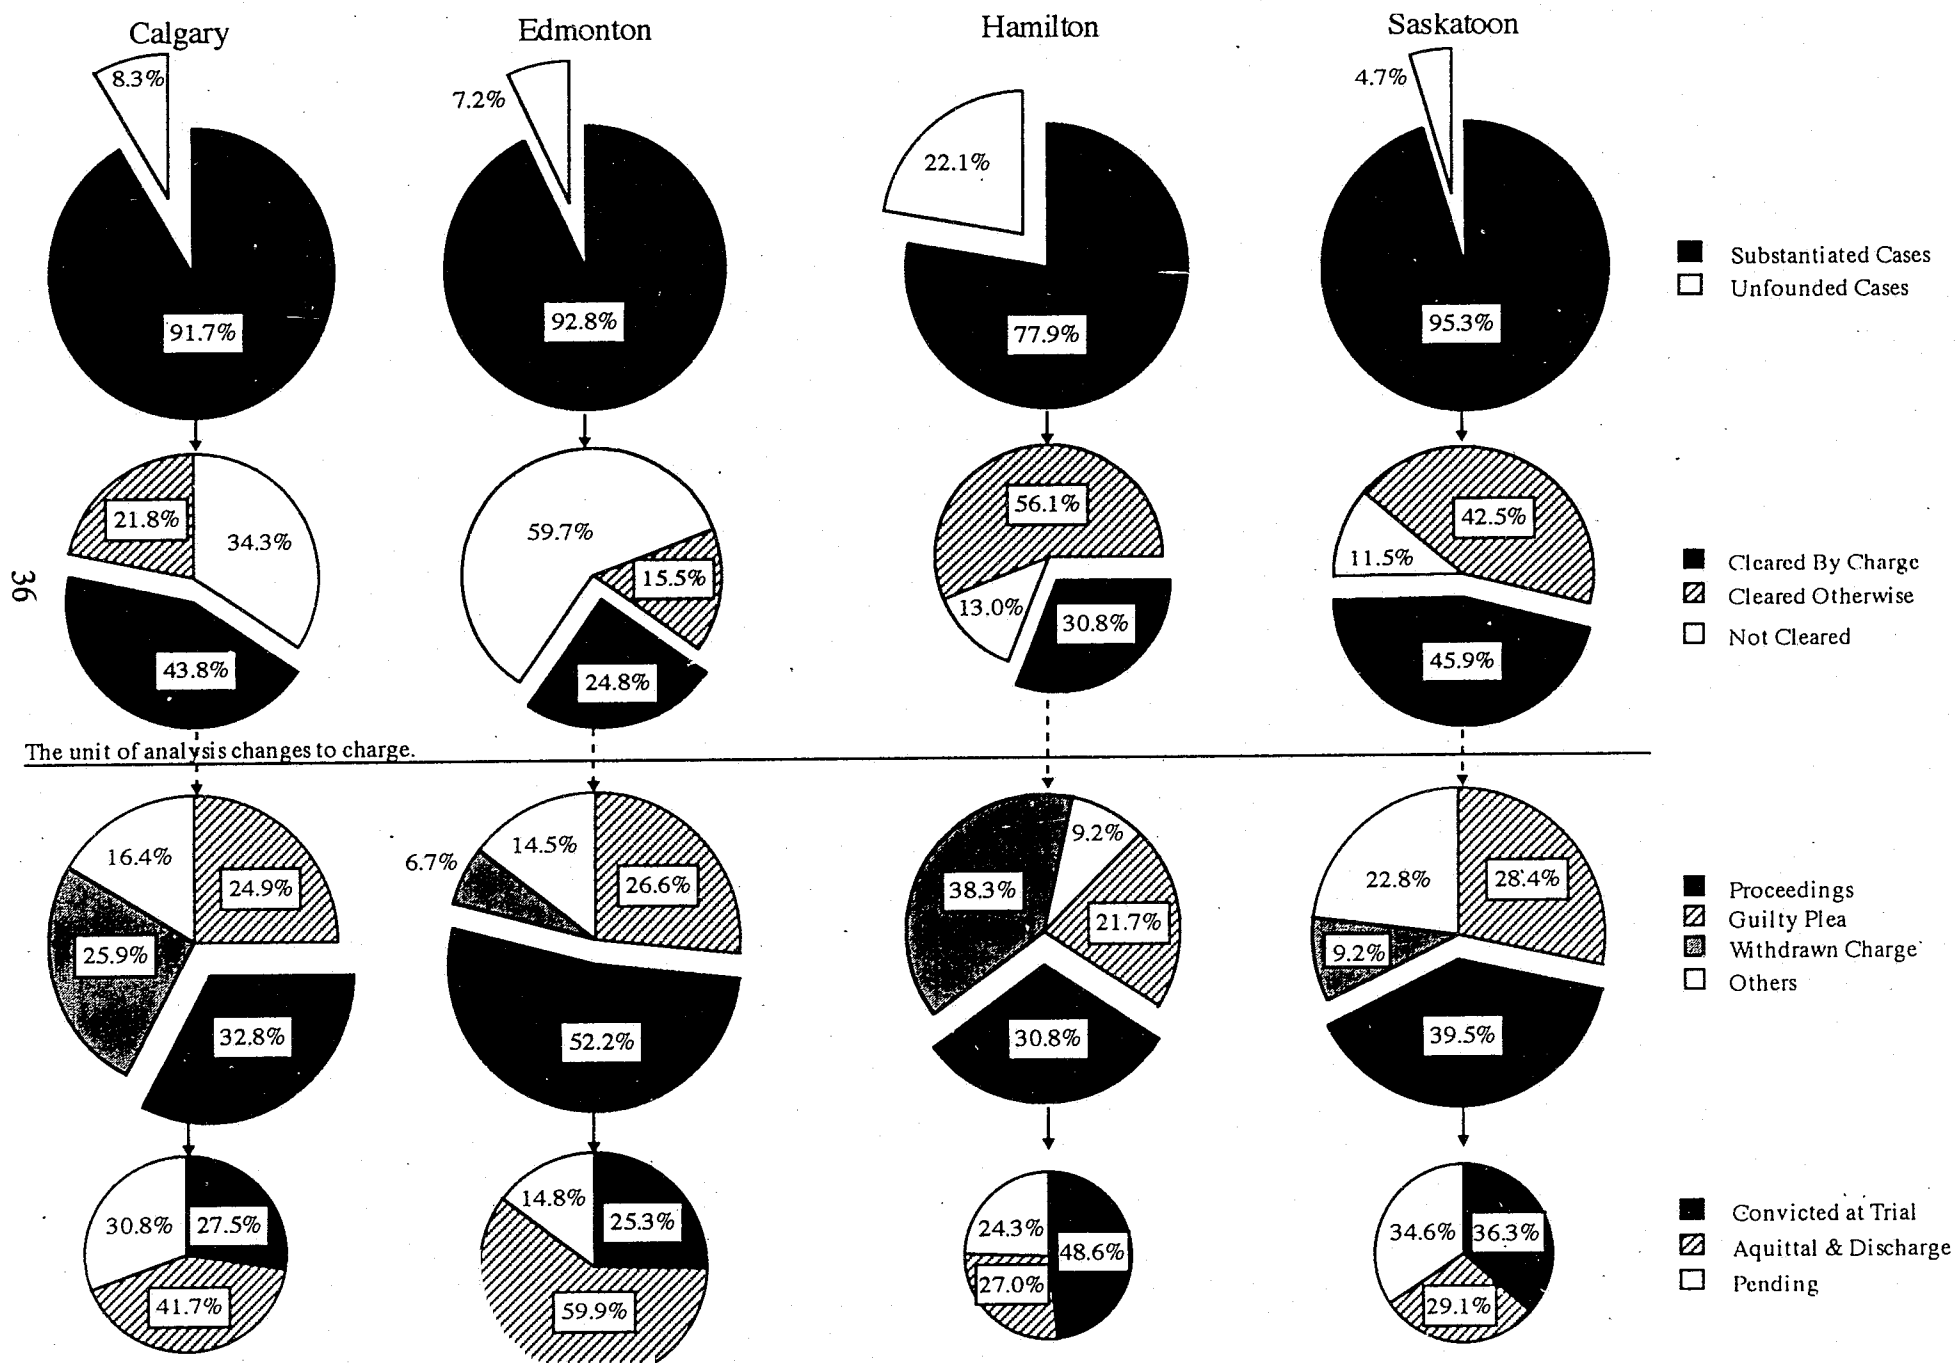 Calgary
Edmonton
Hamilton
Saskatoon
8.3%
7.2%
22.1%
4.7%
91.7%
92.8%
77.9%
95.3%
Substantiated Cases
Unfounded Cases
21.8%
34.3%
59.7%
15.5%
56.1%
13.0%
30.8%
42.5%
11.5%
43.8%
24.8%
45.9%
Cleared By Charge
Cleared Otherwise
Not Cleared
36
The unit of analysis changes to charge.
16.4%
24.9%
25.9%
32.8%
6.7%
14.5%
26.6%
52.2%
38.3%
9.2%
21.7%
30.8%
22.8%
28.4%
9.2%
39.5%
Proceedings
Guilty Plea
Withdrawn Charge
Others
30.8%
27.5%
41.7%
14.8%
25.3%
59.9%
24.3%
48.6%
27.0%
34.6%
36.3%
29.1%
Convicted at Trial
Aquittal & Discharge
Pending